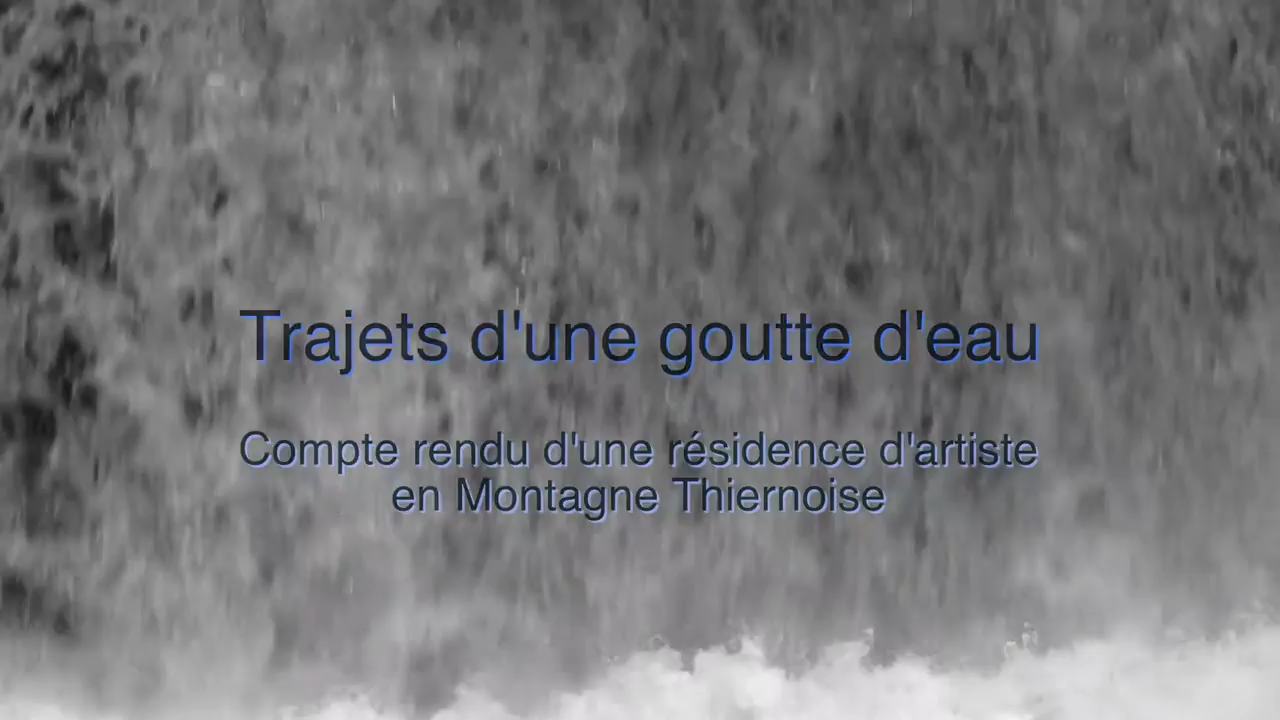 Trajets d'une goutte d'eau
Compte rendu d'une résidence d'artiste
en Montagne Thiernoise